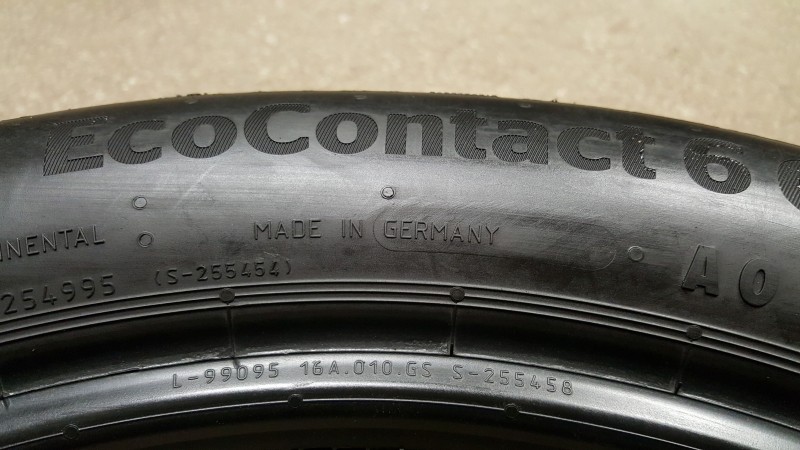 EcoContact 6
MADE IN GERMANY
INENTAL
254995 (S-255454)
AO
L-99095 16A.010.GS S-255458